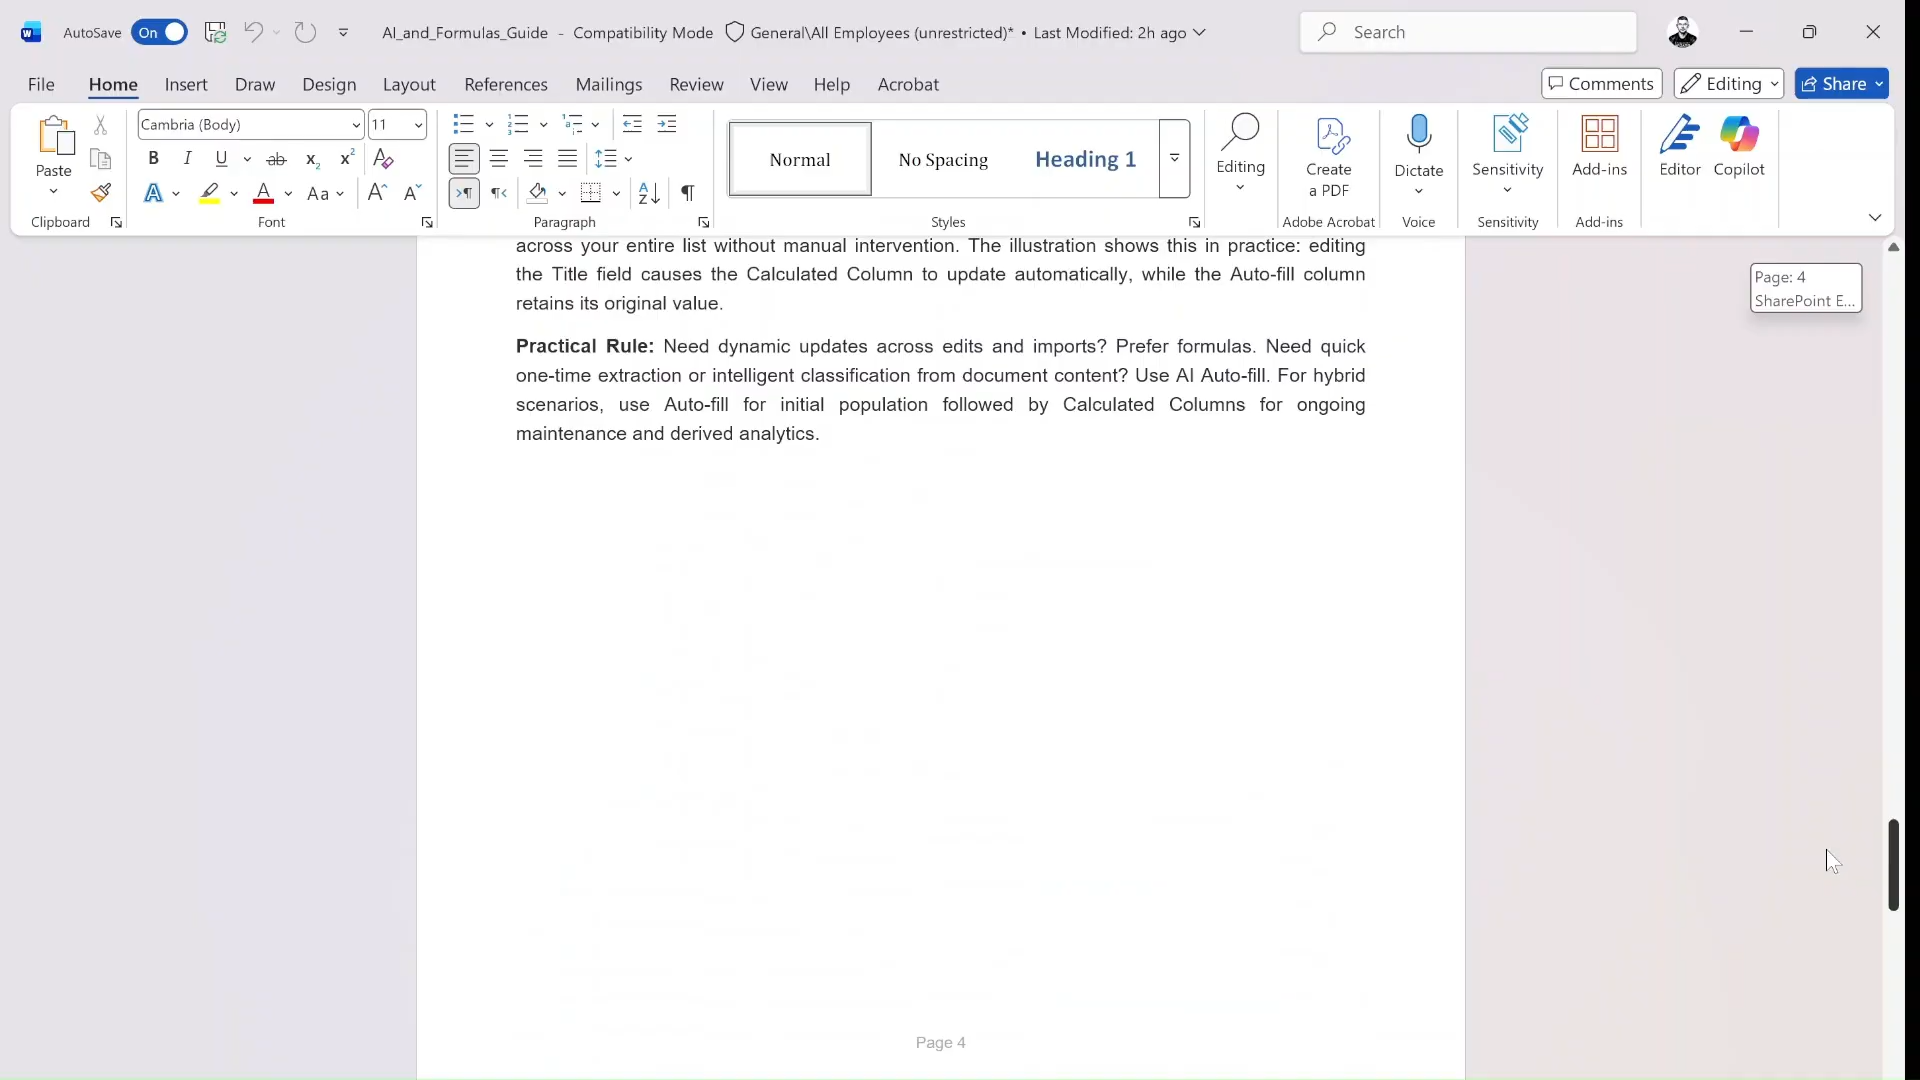 AutoSave On AI_and_Formulas_Guide - Compatibility Mode General\All Employees (unrestricted)* • Last Modified: 2h ago Search
File Home Insert Draw Design Layout References Mailings Review View Help Acrobat Comments Editing Share
Paste
Clipboard
Cambria (Body) 11
B I U ab x₂ x² A
A A Aa A A
Font
A Z ¶
Paragraph
Normal No Spacing Heading 1
Styles
Editing
Create
a PDF
Adobe Acrobat
Dictate
Voice
Sensitivity
Sensitivity
Add-ins
Add-ins
Editor
Copilot
across your entire list without manual intervention. The illustration shows this in practice: editing
the Title field causes the Calculated Column to update automatically, while the Auto-fill column
retains its original value.
Practical Rule: Need dynamic updates across edits and imports? Prefer formulas. Need quick
one-time extraction or intelligent classification from document content? Use AI Auto-fill. For hybrid
scenarios, use Auto-fill for initial population followed by Calculated Columns for ongoing
maintenance and derived analytics.
Page 4
Page: 4
SharePoint E...